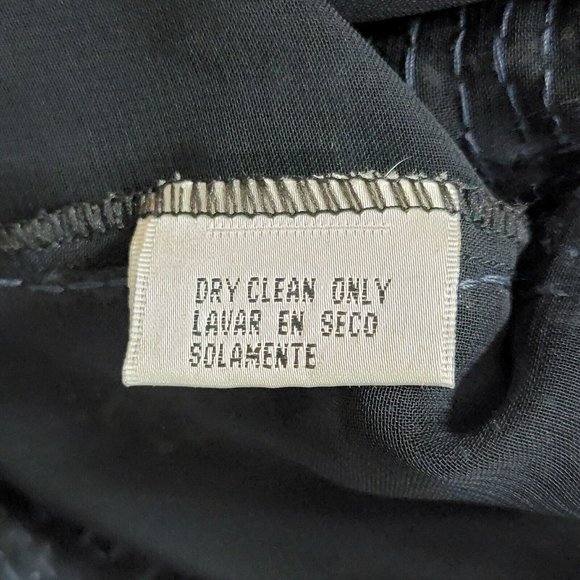 DRY CLEAN ONLY
LAVAR EN SECO
SOLAMENTE